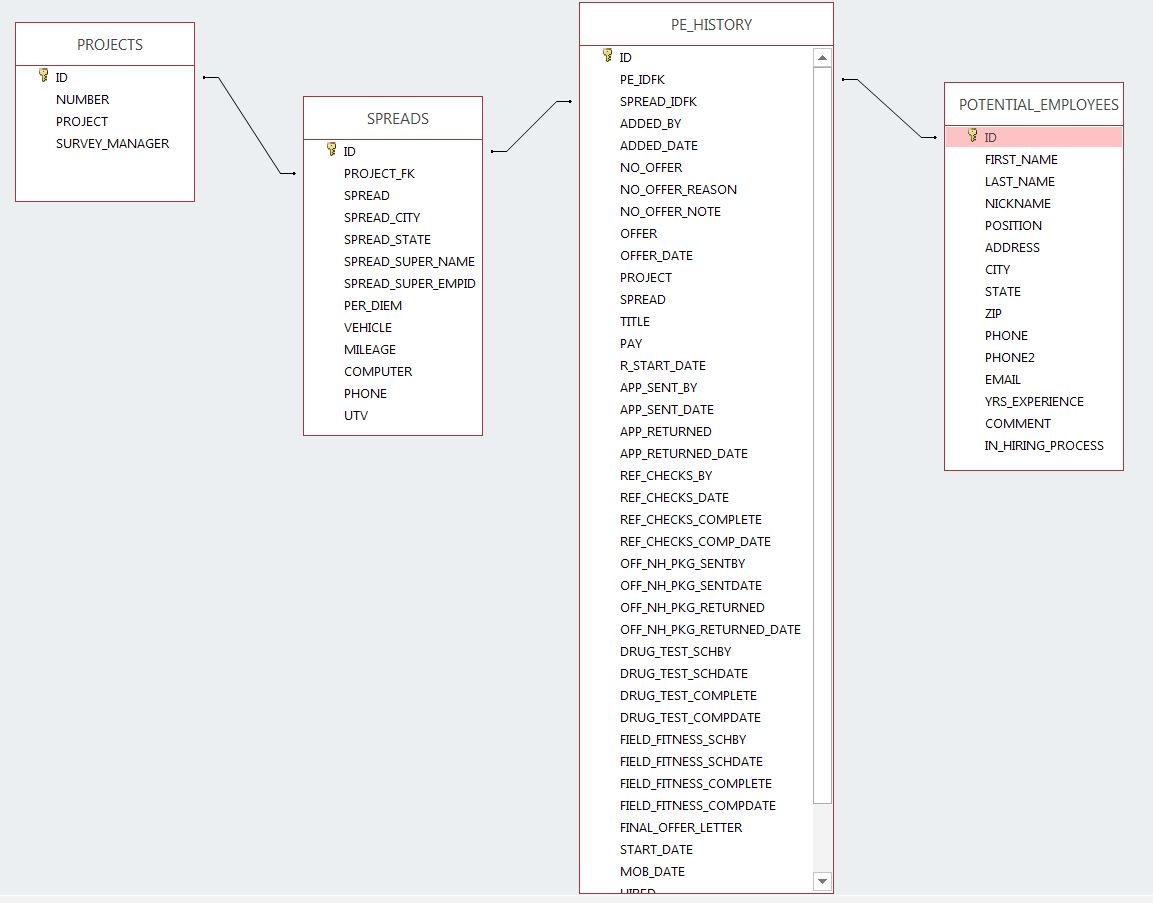 PROJECTS
ID
NUMBER
PROJECT
SURVEY_MANAGER
SPREADS
ID
PROJECT_FK
SPREAD
SPREAD_CITY
SPREAD_STATE
SPREAD_SUPER_NAME
SPREAD_SUPER_EMPID
PER_DIEM
VEHICLE
MILEAGE
COMPUTER
PHONE
UTV
PE_HISTORY
ID
PE_IDFK
SPREAD_IDFK
ADDED_BY
ADDED_DATE
NO_OFFER
NO_OFFER_REASON
NO_OFFER_NOTE
OFFER
OFFER_DATE
PROJECT
SPREAD
TITLE
PAY
R_START_DATE
APP_SENT_BY
APP_SENT_DATE
APP_RETURNED
APP_RETURNED_DATE
REF_CHECKS_BY
REF_CHECKS_DATE
REF_CHECKS_COMPLETE
REF_CHECKS_COMP_DATE
OFF_NH_PKG_SENTBY
OFF_NH_PKG_SENTDATE
OFF_NH_PKG_RETURNED
OFF_NH_PKG_RETURNED_DATE
DRUG_TEST_SCHBY
DRUG_TEST_SCHDATE
DRUG_TEST_COMPLETE
DRUG_TEST_COMPDATE
FIELD_FITNESS_SCHBY
FIELD_FITNESS_SCHDATE
FIELD_FITNESS_COMPLETE
FIELD_FITNESS_COMPDATE
FINAL_OFFER_LETTER
START_DATE
MOB_DATE
HIRED
POTENTIAL_EMPLOYEES
ID
FIRST_NAME
LAST_NAME
NICKNAME
POSITION
ADDRESS
CITY
STATE
ZIP
PHONE
PHONE2
EMAIL
YRS_EXPERIENCE
COMMENT
IN_HIRING_PROCESS